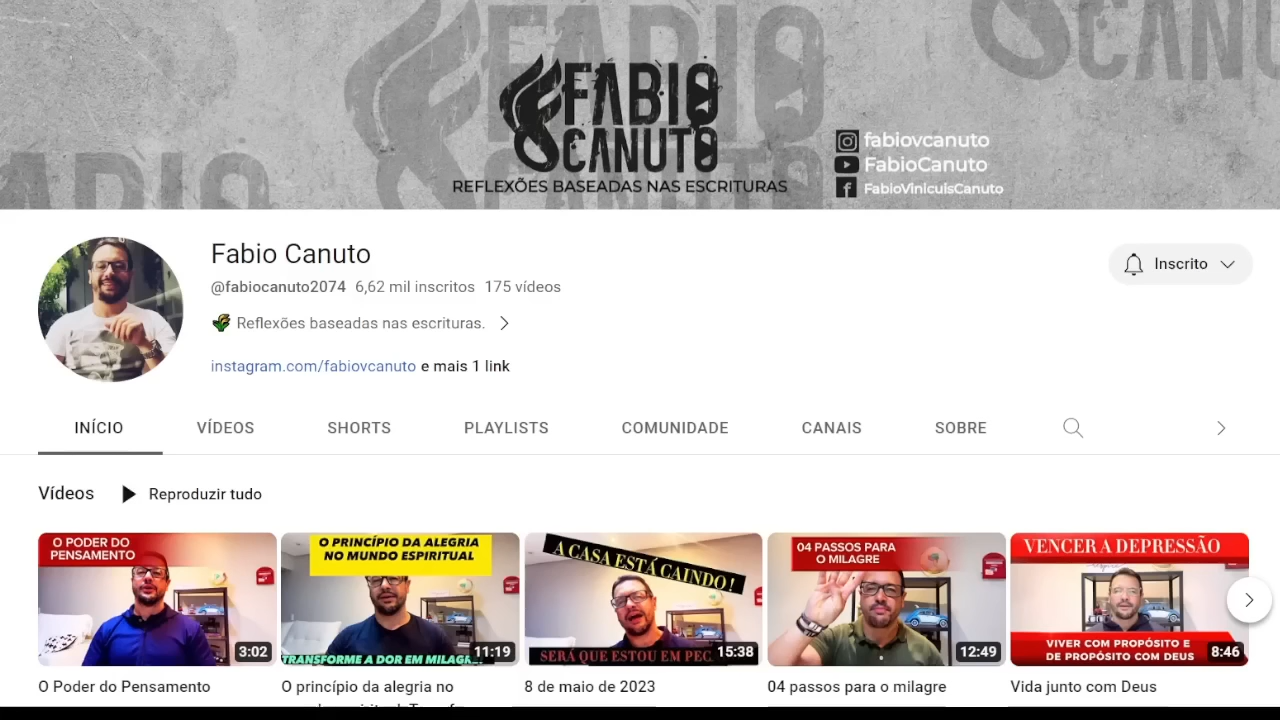 FABIO
CANUTO
REFLEXÕES BASEADAS NAS ESCRITURAS
fabiovcanuto
FabioCanuto
FabioViniculsCanuto
Fabio Canuto
@fabiocanuto2074 6,62 mil inscritos 175 vídeos
Reflexões baseadas nas escrituras.
instagram.com/fabiovcanuto e mais 1 link
Inscrito
INÍCIO VÍDEOS SHORTS PLAYLISTS COMUNIDADE CANAIS SOBRE
Vídeos Reproduzir tudo
O PODER DO
PENSAMENTO
3:02
O Poder do Pensamento
O PRINCÍPIO DA ALEGRIA
NO MUNDO ESPIRITUAL
TRANSFORME A DOR EM MILAGRE
11:19
O princípio da alegria no
A CASA ESTÁ CAINDO!
SERÁ QUE ESTOU EM PEC
15:38
8 de maio de 2023
04 PASSOS PARA
O MILAGRE
12:49
04 passos para o milagre
VENCER A DEPRESSÃO
VIVER COM PROPÓSITO E
DE PROPÓSITO COM DEUS
8:46
Vida junto com Deus